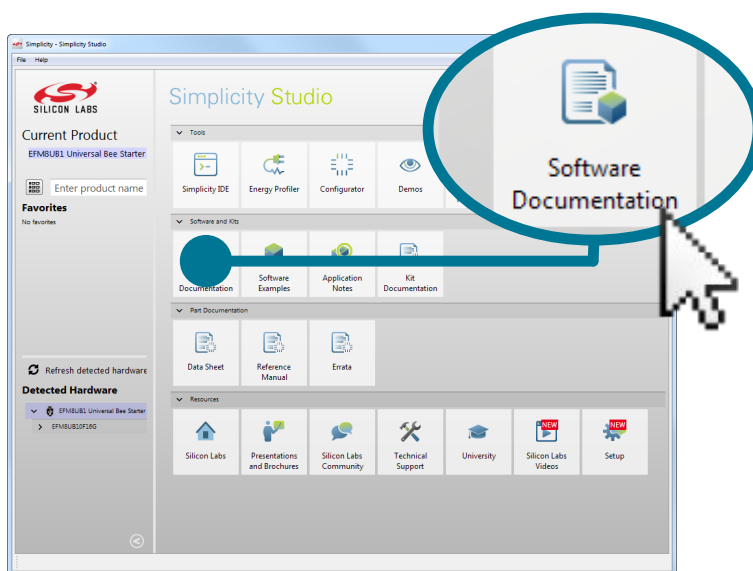 Simplicity - Simplicity Studio
File Help
SILICON LABS
Simplicity Studio
Current Product
EFM8UB1 Universal Bee Starter
Enter product name
Favorites
No favorites
Tools
Simplicity IDE
Energy Profiler
Configurator
Demos
Software and Kits
Documentation
Software
Examples
Application
Notes
Kit
Documentation
Part Documentation
Data Sheet
Reference
Manual
Errata
Refresh detected hardware
Detected Hardware
EFM8UB1 Universal Bee Starter
EFM8UB10F16G
Resources
Silicon Labs
Presentations
and Brochures
Silicon Labs
Community
Technical
Support
University
NEW
Silicon Labs
Videos
NEW
Setup
Software
Documentation